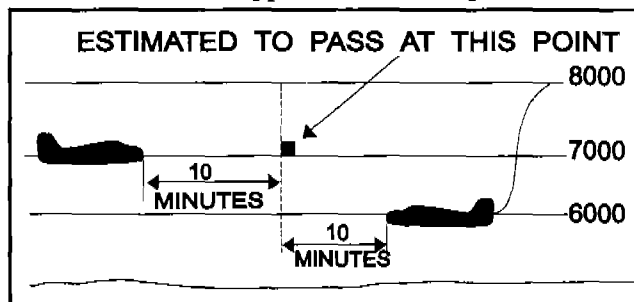 ESTIMATED TO PASS AT THIS POINT
8000
7000
10
MINUTES
6000
10
MINUTES